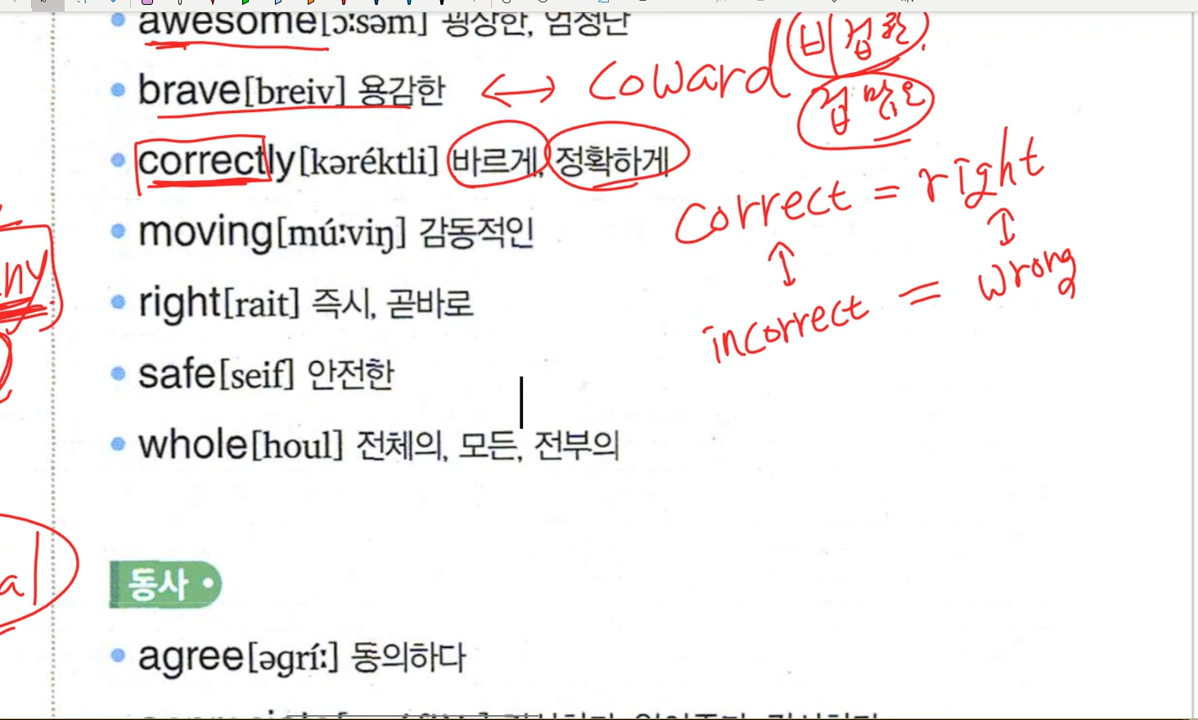 awesome[ɔ́ːsəm] 굉장한, 엄청난
brave[breiv] 용감한 ↔ coward 비겁한.
겁많은
correctly[kəréktli] 바르게, 정확하게
correct = right
↕ ↕
incorrect = wrong
moving[múːviŋ] 감동적인
right[rait] 즉시, 곧바로
safe[seif] 안전한
whole[houl] 전체의, 모든, 전부의
ny
al
동사
agree[əgríː] 동의하다